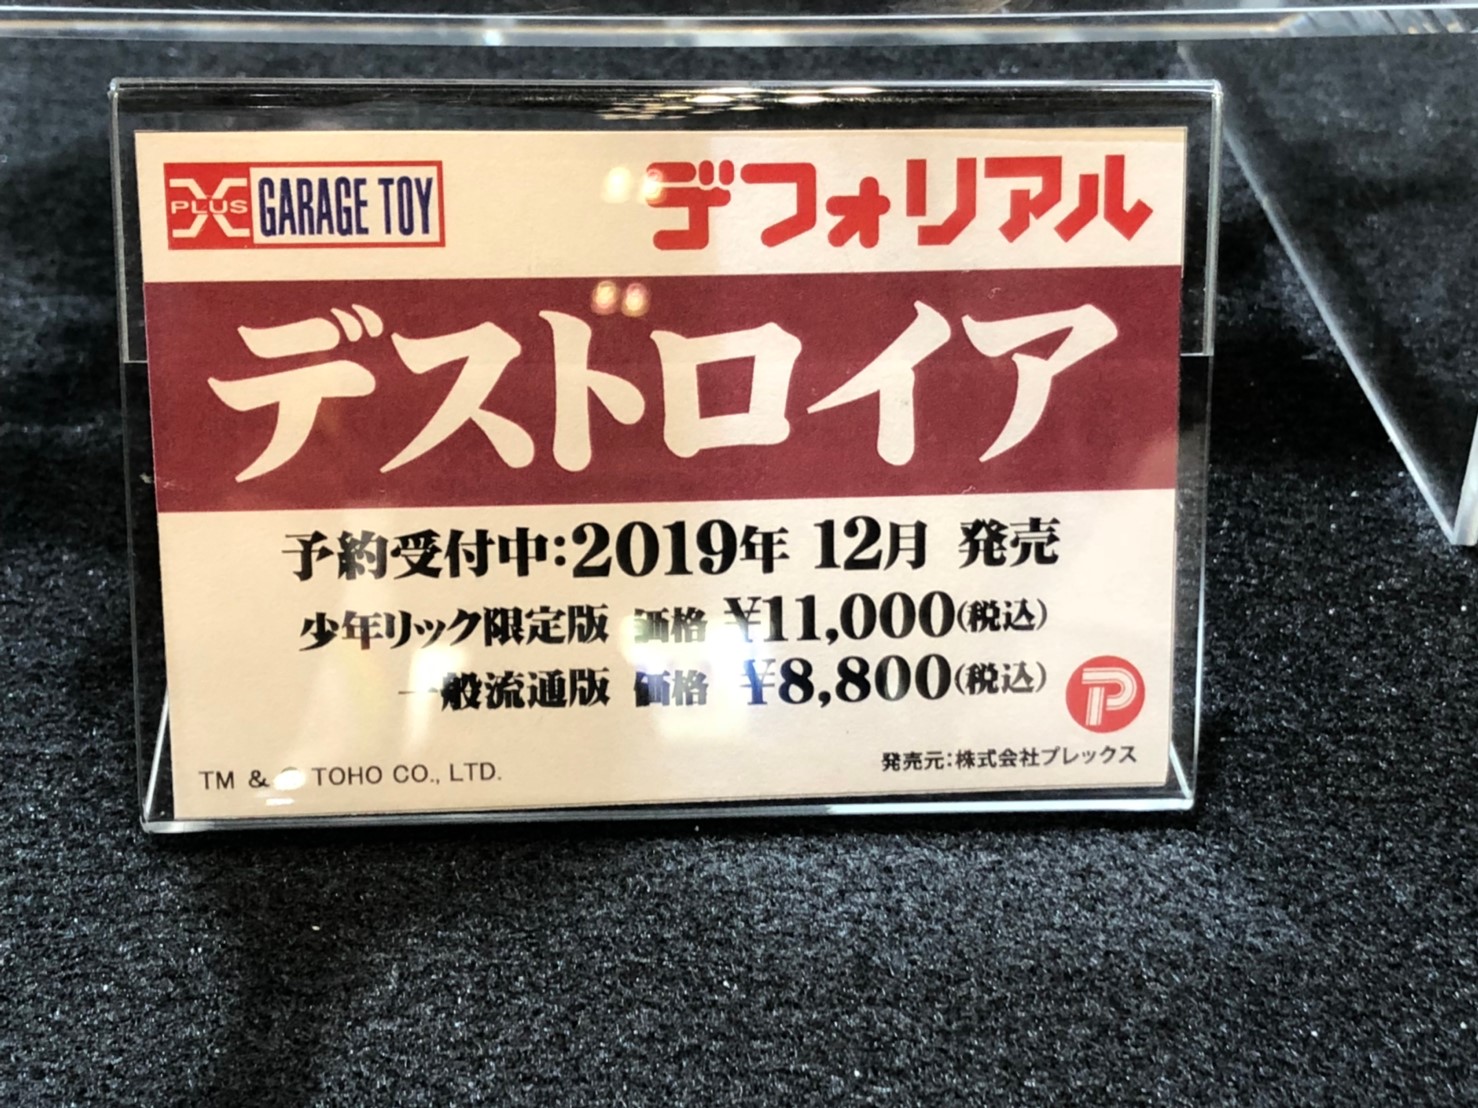 X PLUS GARAGE TOY
デフォリアル
デストロイア
予約受付中:2019年 12月 発売
少年リック限定版 価格 ¥11,000(税込)
一般流通版 価格 ¥8,800(税込)
発売元:株式会社プレックス
TM & © TOHO CO., LTD.